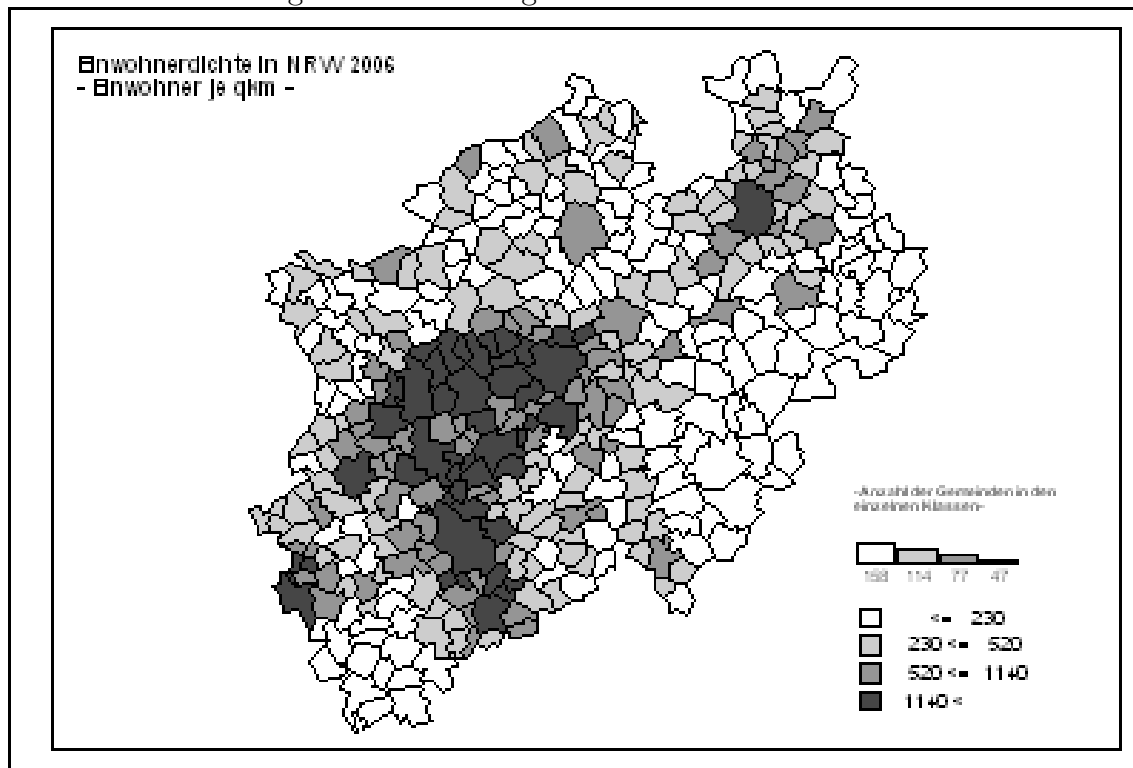 Einwohnerdichte in NRW 2006
- Einwohner je qkm -
-Anzahl der Gemeinden in den
einzelnen Klassen-
158 114 77 47
<= 230
230 <= 520
520 <= 1140
1140 <